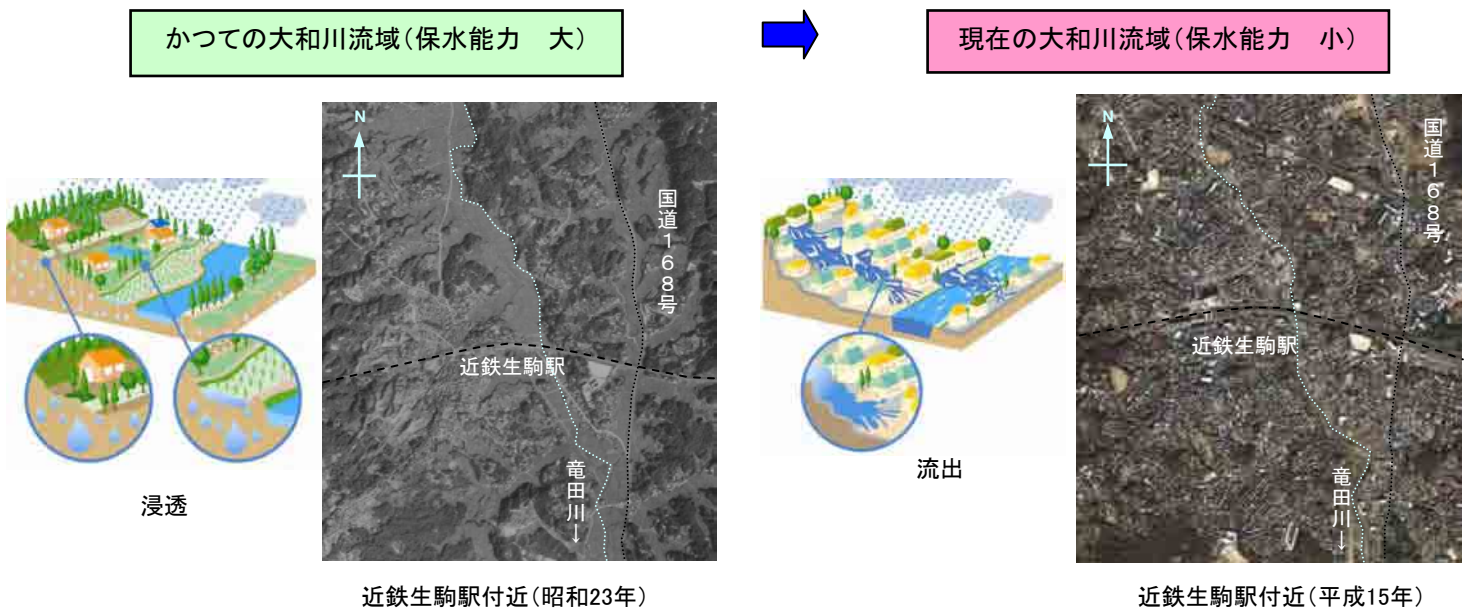 かつての大和川流域(保水能力　大)
現在の大和川流域(保水能力　小)
N
国道168号
近鉄生駒駅
竜田川→
浸透
近鉄生駒駅付近(昭和23年)
N
国道168号
近鉄生駒駅
竜田川→
流出
近鉄生駒駅付近(平成15年)